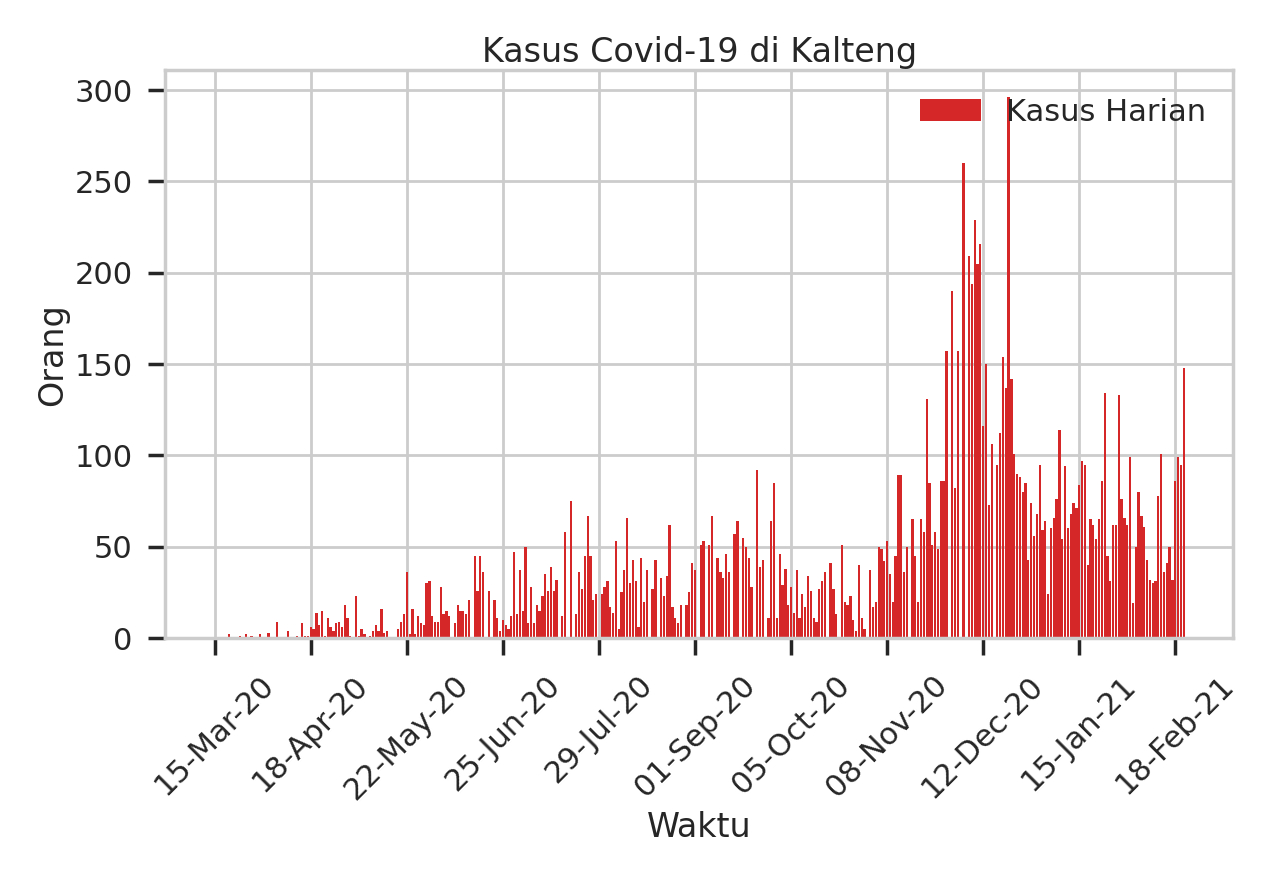 Kasus Covid-19 di Kalteng
Kasus Harian
300
250
200
150
100
50
0
Orang
15-Mar-20
18-Apr-20
22-May-20
25-Jun-20
29-Jul-20
01-Sep-20
05-Oct-20
08-Nov-20
12-Dec-20
15-Jan-21
18-Feb-21
Waktu